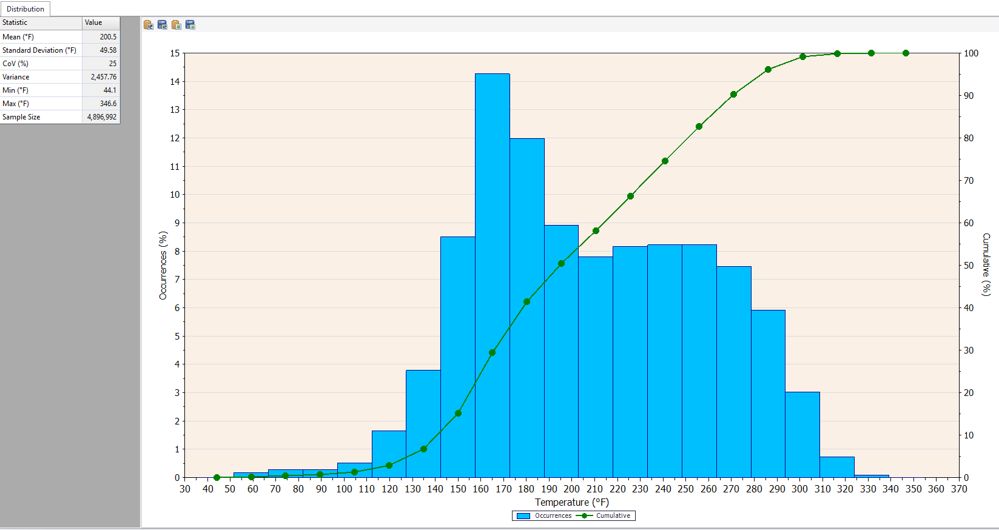 Distribution
Statistic Value
Mean (°F) 200.5
Standard Deviation (°F) 49.58
CoV (%) 25
Variance 2,457.76
Min (°F) 44.1
Max (°F) 346.6
Sample Size 4,896,992
15 100
14
13 90
12 80
11
10 70
9 60
8
7 50
6 40
5
4 30
3 20
2
1 10
0 0
Occurrences (%)
Cumulative (%)
30 40 50 60 70 80 90 100 110 120 130 140 150 160 170 180 190 200 210 220 230 240 250 260 270 280 290 300 310 320 330 340 350 360 370
Temperature (°F)
Occurrences Cumulative